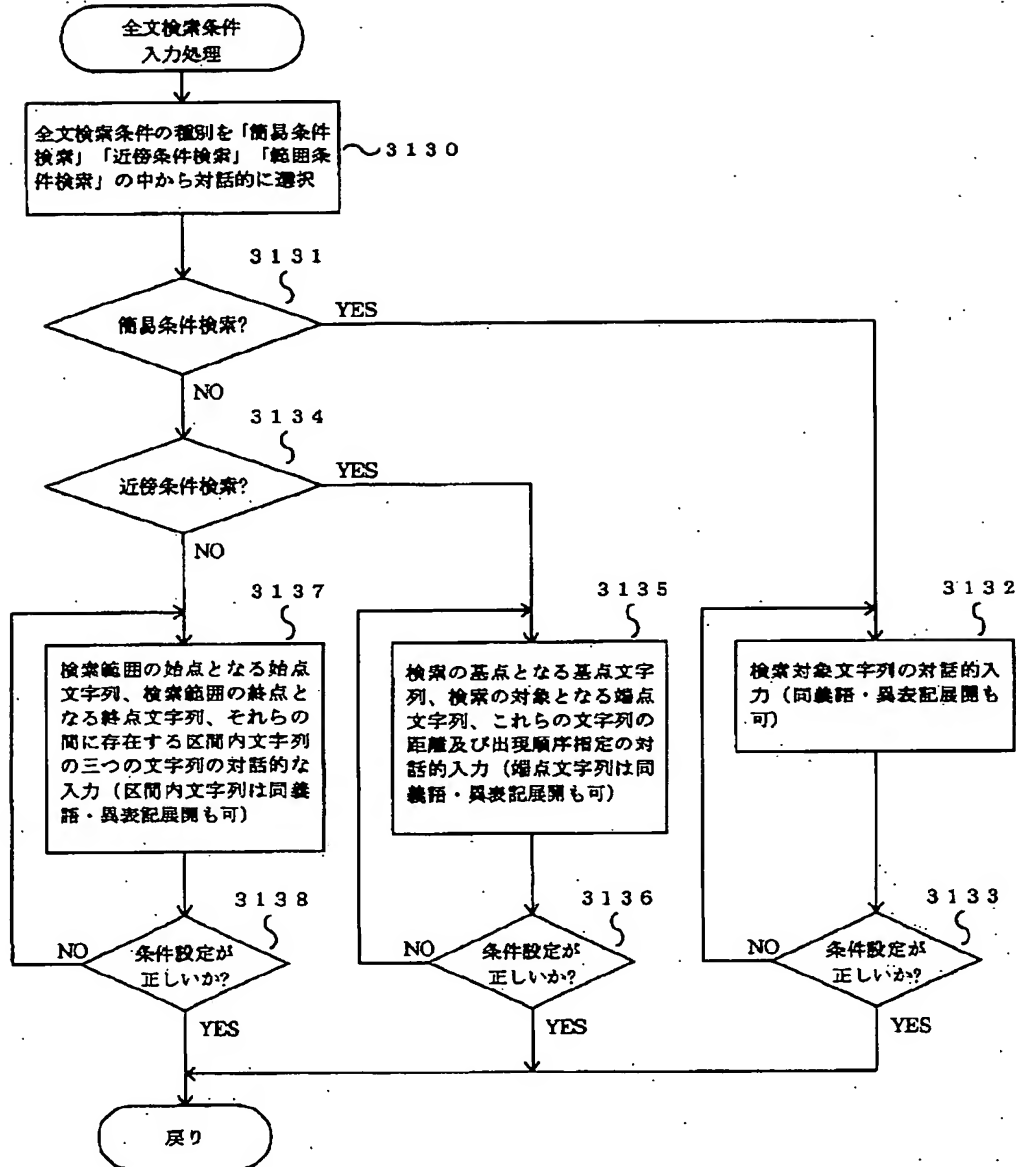 全文検索条件
入力処理
全文検索条件の種別を「簡易条件
検索」「近傍条件検索」「範囲条
件検索」の中から対話的に選択
3130
3131
簡易条件検索?
YES
NO
3134
近傍条件検索?
YES
NO
3137
検索範囲の始点となる始点
文字列、検索範囲の終点と
なる終点文字列、それらの
間に存在する区間内文字列
の三つの文字列の対話的な
入力（区間内文字列は同義
語・異表記展開も可）
3135
検索の基点となる基点文字
列、検索の対象となる端点
文字列、これらの文字列の
距離及び出現順序指定の対
話的入力（端点文字列は同
義語・異表記展開も可）
3132
検索対象文字列の対話的入
力（同義語・異表記展開も
可）
3138
条件設定が
正しいか?
NO
YES
3136
条件設定が
正しいか?
NO
YES
3133
条件設定が
正しいか?
NO
YES
戻り